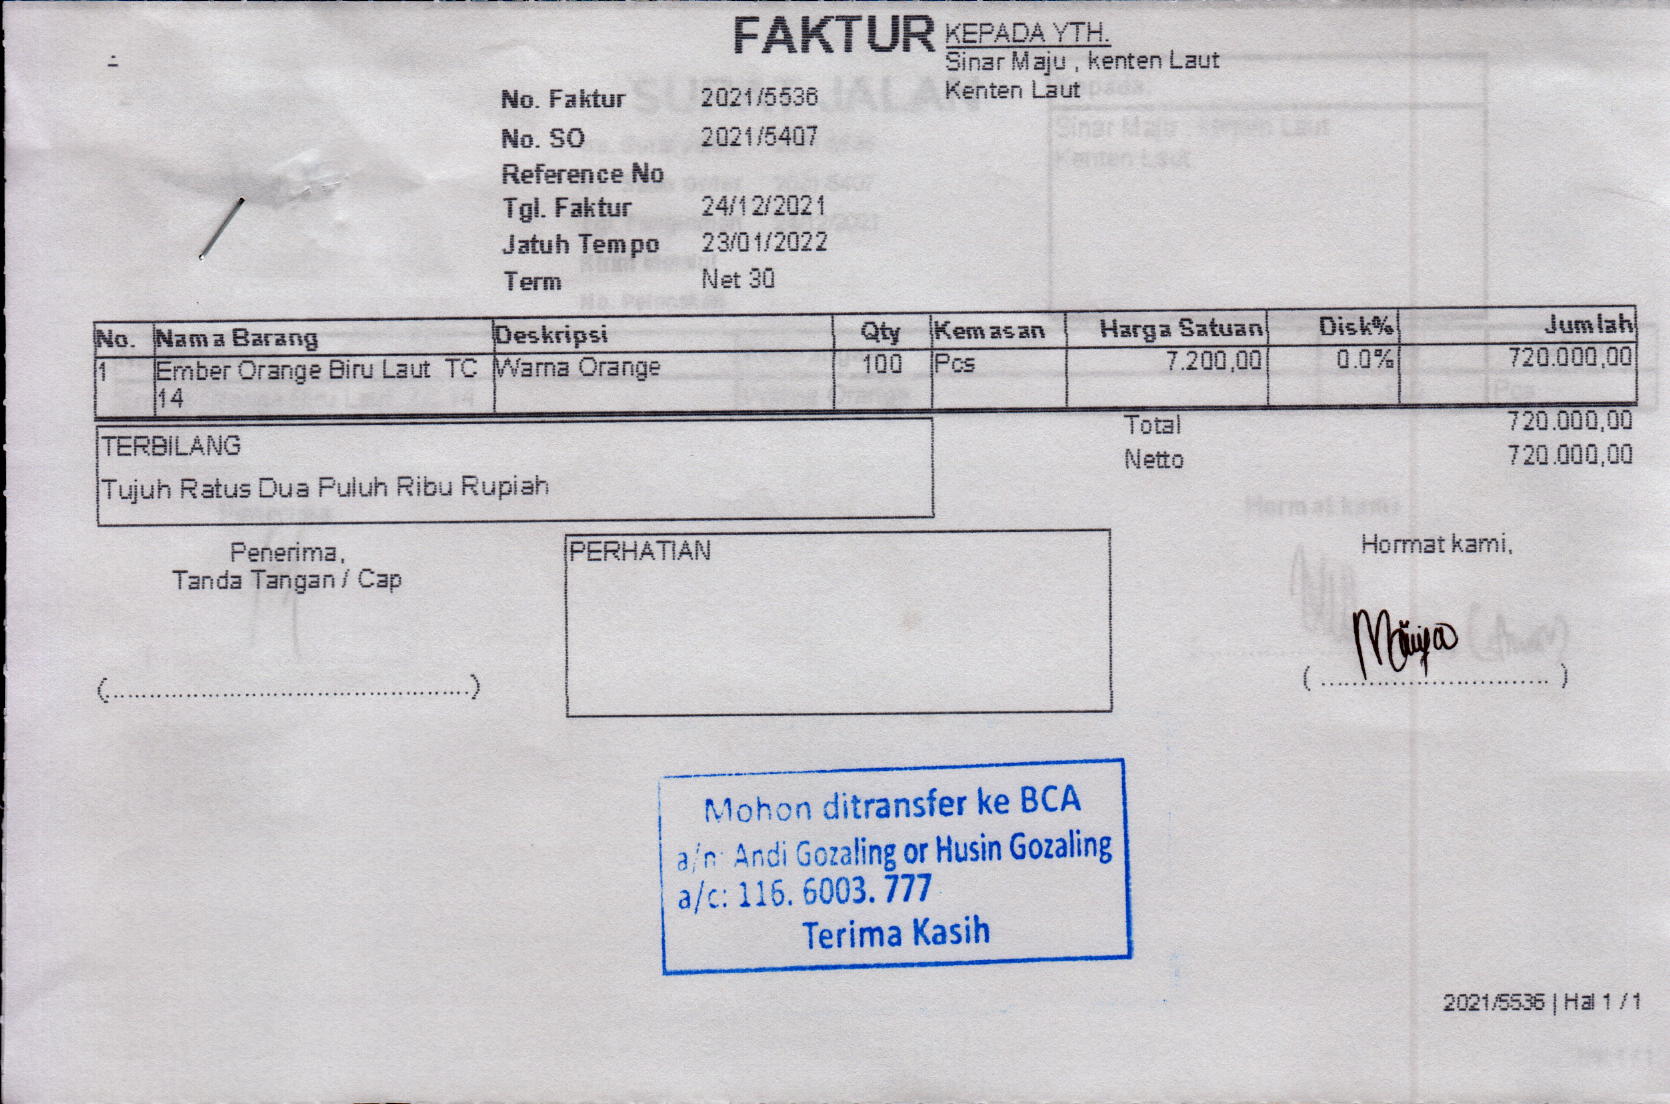 FAKTUR
KEPADA YTH.
Sinar Maju , kenten Laut
Kenten Laut
No. Faktur 2021/5536
No. SO 2021/5407
Reference No
Tgl. Faktur 24/12/2021
Jatuh Tempo 23/01/2022
Term Net 30
No. Nama Barang Deskripsi Qty Kemasan Harga Satuan Disk% Jumlah
1 Ember Orange Biru Laut TC Warna Orange 100 Pcs 7.200,00 0.0% 720.000,00
14
Total 720.000,00
Netto 720.000,00
TERBILANG
Tujuh Ratus Dua Puluh Ribu Rupiah
Penerima,
Tanda Tangan / Cap
(..............................................)
PERHATIAN
Hormat kami,
( ............................. )
Mohon ditransfer ke BCA
a/n: Andi Gozaling or Husin Gozaling
a/c: 116. 6003. 777
Terima Kasih
2021/5536 | Hal 1 / 1